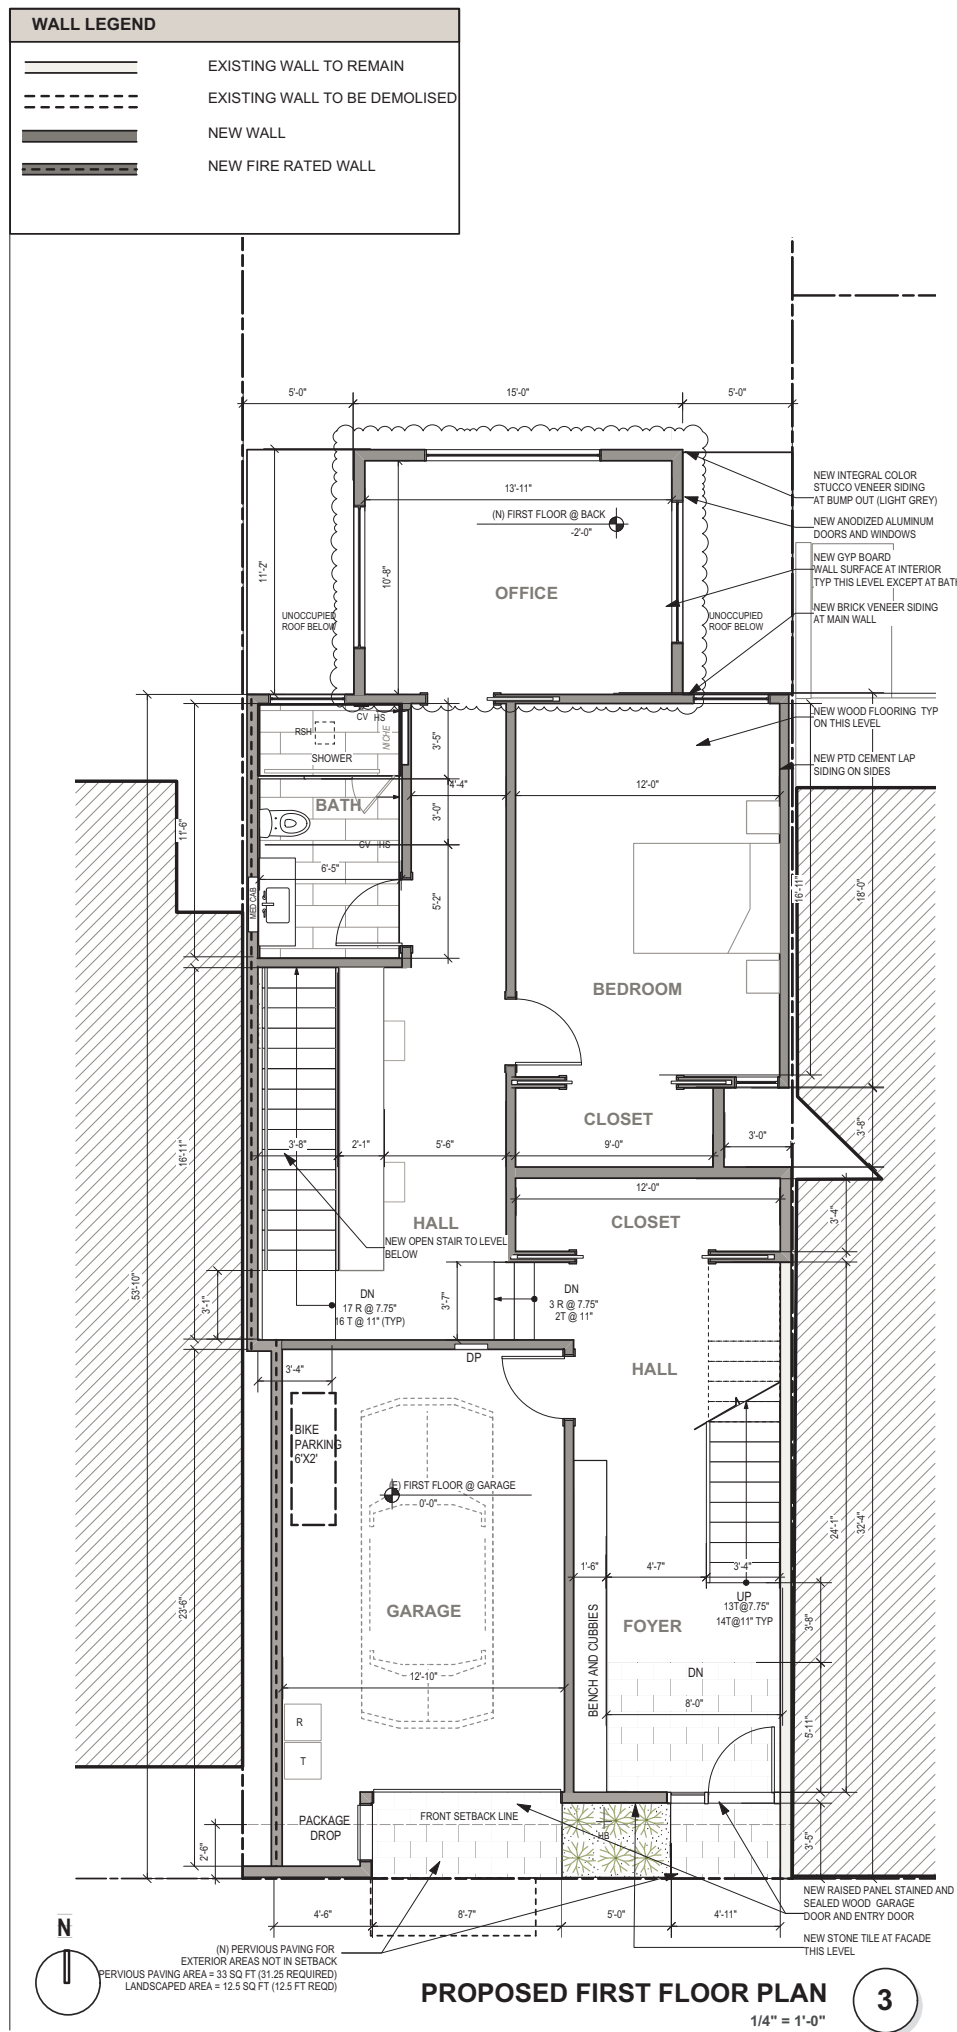 WALL LEGEND
EXISTING WALL TO REMAIN
EXISTING WALL TO BE DEMOLISED
NEW WALL
NEW FIRE RATED WALL
5'-0"
15'-0"
5'-0"
13'-11"
(N) FIRST FLOOR @ BACK
-2'-0"
11'-2"
10'-8"
OFFICE
UNOCCUPIED
ROOF BELOW
UNOCCUPIED
ROOF BELOW
NEW INTEGRAL COLOR
STUCCO VENEER SIDING
AT BUMP OUT (LIGHT GREY)
NEW ANODIZED ALUMINUM
DOORS AND WINDOWS
NEW GYP BOARD
WALL SURFACE AT INTERIOR
TYP THIS LEVEL EXCEPT AT BATH
NEW BRICK VENEER SIDING
AT MAIN WALL
NEW WOOD FLOORING TYP
ON THIS LEVEL
NEW PTD CEMENT LAP
SIDING ON SIDES
CV HS
RSH
NICHE
SHOWER
3'-5"
4'-4"
12'-0"
BATH
3'-0"
11'-6"
CV HS
6'-5"
MED CAB
5'-2"
16'-11"
18'-0"
BEDROOM
CLOSET
3'-8"
2'-1"
5'-6"
9'-0"
3'-0"
3'-8"
16'-11"
12'-0"
HALL
CLOSET
3'-4"
NEW OPEN STAIR TO LEVEL
BELOW
53'-10"
3'-1"
DN
17 R @ 7.75"
16 T @ 11" (TYP)
3'-7"
DN
3 R @ 7.75"
2T @ 11"
DP
3'-4"
HALL
BIKE
PARKING
6'X2'
(E) FIRST FLOOR @ GARAGE
0'-0"
24'-1"
32'-4"
1'-6"
4'-7"
3'-4"
23'-6"
GARAGE
BENCH AND CUBBIES
FOYER
UP
13T@7.75"
14T@11" TYP
3'-8"
12'-10"
DN
8'-0"
R
T
5'-11"
PACKAGE
DROP
FRONT SETBACK LINE
HB
2'-6"
3'-5"
4'-6"
8'-7"
5'-0"
4'-11"
NEW RAISED PANEL STAINED AND
SEALED WOOD GARAGE
DOOR AND ENTRY DOOR
NEW STONE TILE AT FACADE
THIS LEVEL
N
(N) PERVIOUS PAVING FOR
EXTERIOR AREAS NOT IN SETBACK
PERVIOUS PAVING AREA = 33 SQ FT (31.25 REQUIRED)
LANDSCAPED AREA = 12.5 SQ FT (12.5 FT REQD)
PROPOSED FIRST FLOOR PLAN
3
1/4" = 1'-0"